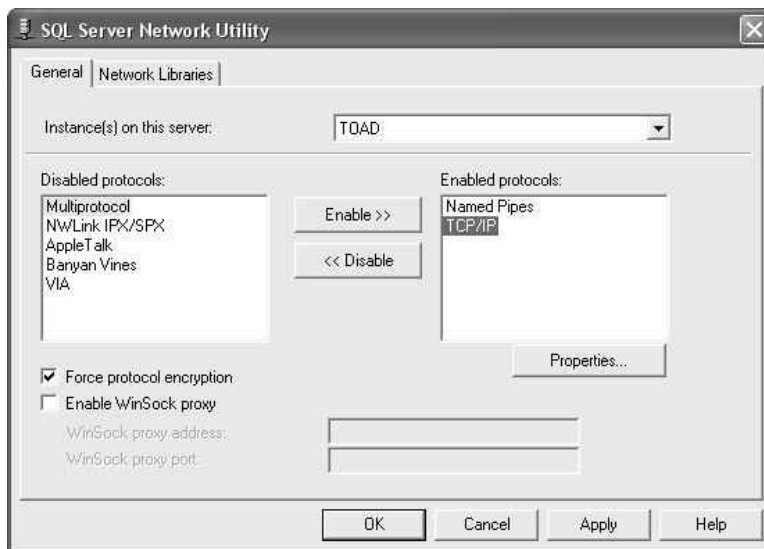 SQL Server Network Utility
General
Network Libraries
Instance(s) on this server:
TOAD
Disabled protocols:
Multiprotocol
NWLink IPX/SPX
AppleTalk
Banyan Vines
VIA
Enable >>
<< Disable
Enabled protocols:
Named Pipes
TCP/IP
Properties...
Force protocol encryption
Enable WinSock proxy
WinSock proxy address:
WinSock proxy port:
OK
Cancel
Apply
Help